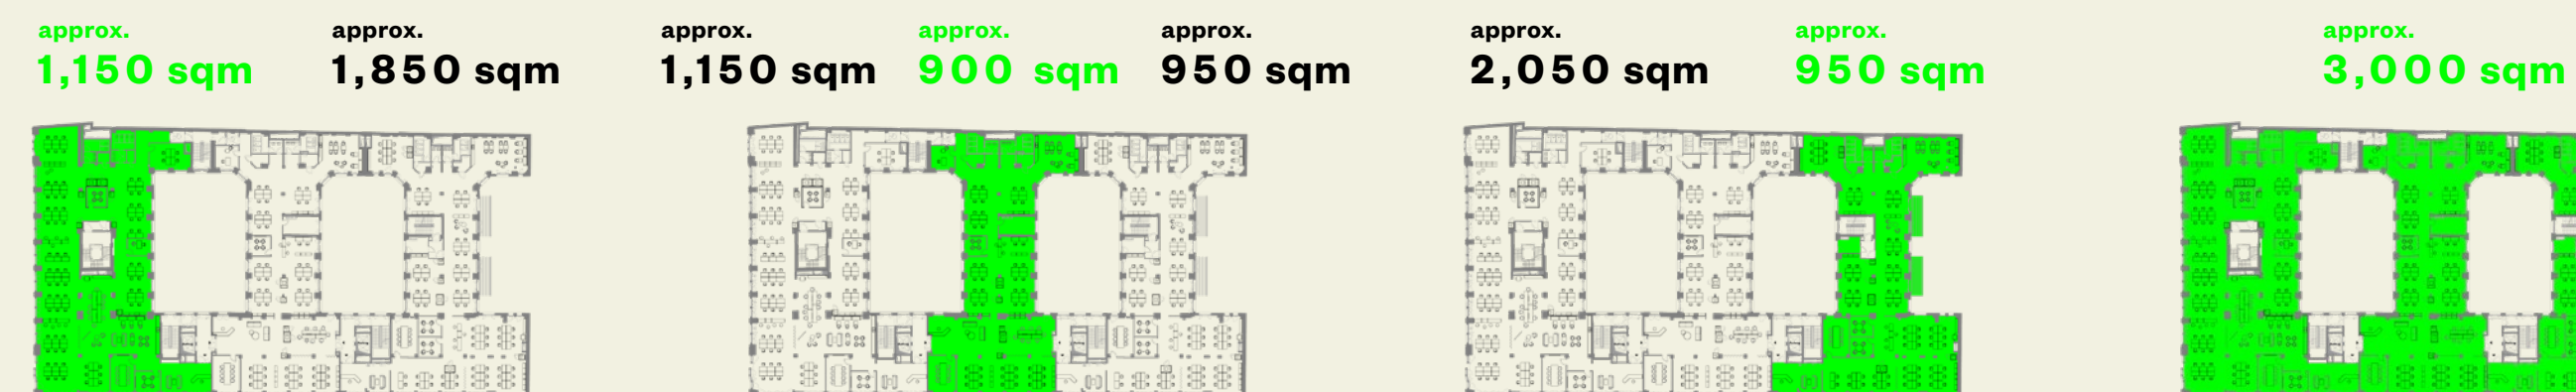 approx.
1,150 sqm
approx.
1,850 sqm
approx.
1,150 sqm
approx.
900 sqm
approx.
950 sqm
approx.
2,050 sqm
approx.
950 sqm
approx.
3,000 sqm